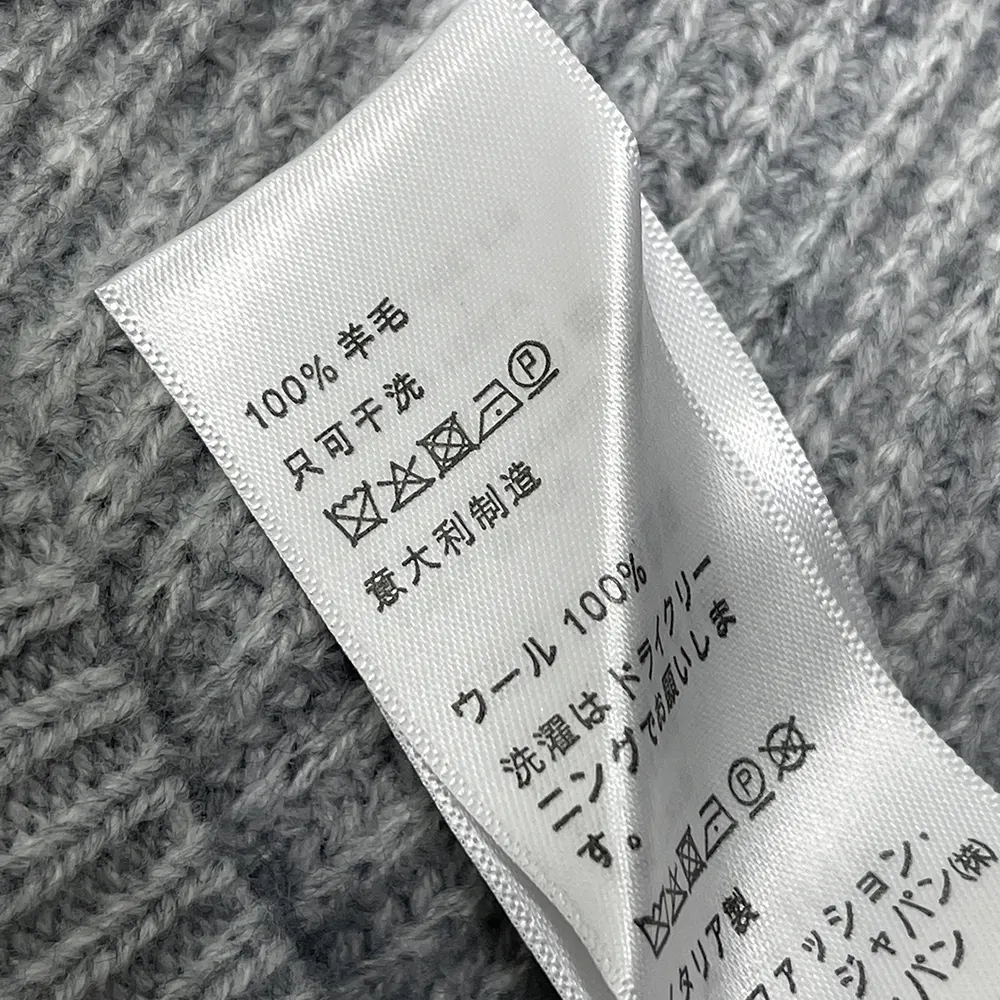 100% 羊毛
只可干洗
P
意大利制造
ウール 100%
洗濯は ドライクリー
ニングでお願いしま
す。
P
タリア製
ァッション
ジャパン(株)
パン